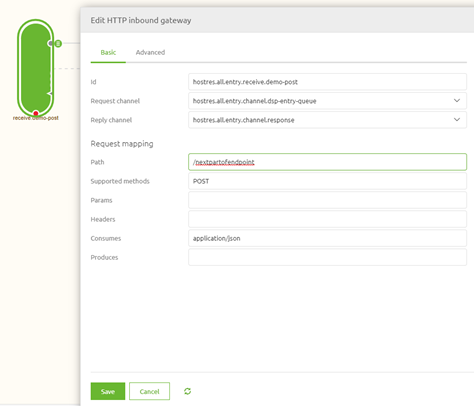 Edit HTTP inbound gateway
Basic
Advanced
receive.demo-post
Id
hostres.all.entry.receive.demo-post
Request channel
hostres.all.entry.channel.dsp-entry-queue
Reply channel
hostres.all.entry.channel.response
Request mapping
Path
/nextpartofendpoint
Supported methods
POST
Params
Headers
Consumes
application/json
Produces
Save
Cancel